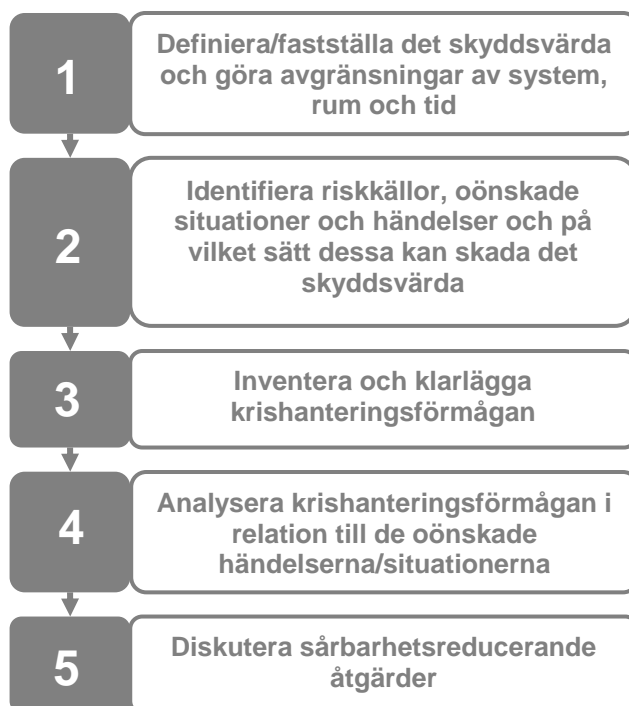 1
Definiera/fastställa det skyddsvärda
och göra avgränsningar av system,
rum och tid
2
Identifiera riskkällor, oönskade
situationer och händelser och på
vilket sätt dessa kan skada det
skyddsvärda
3
Inventera och klarlägga
krishanteringsförmågan
4
Analysera krishanteringsförmågan i
relation till de oönskade
händelserna/situationerna
5
Diskutera sårbarhetsreducerande
åtgärder